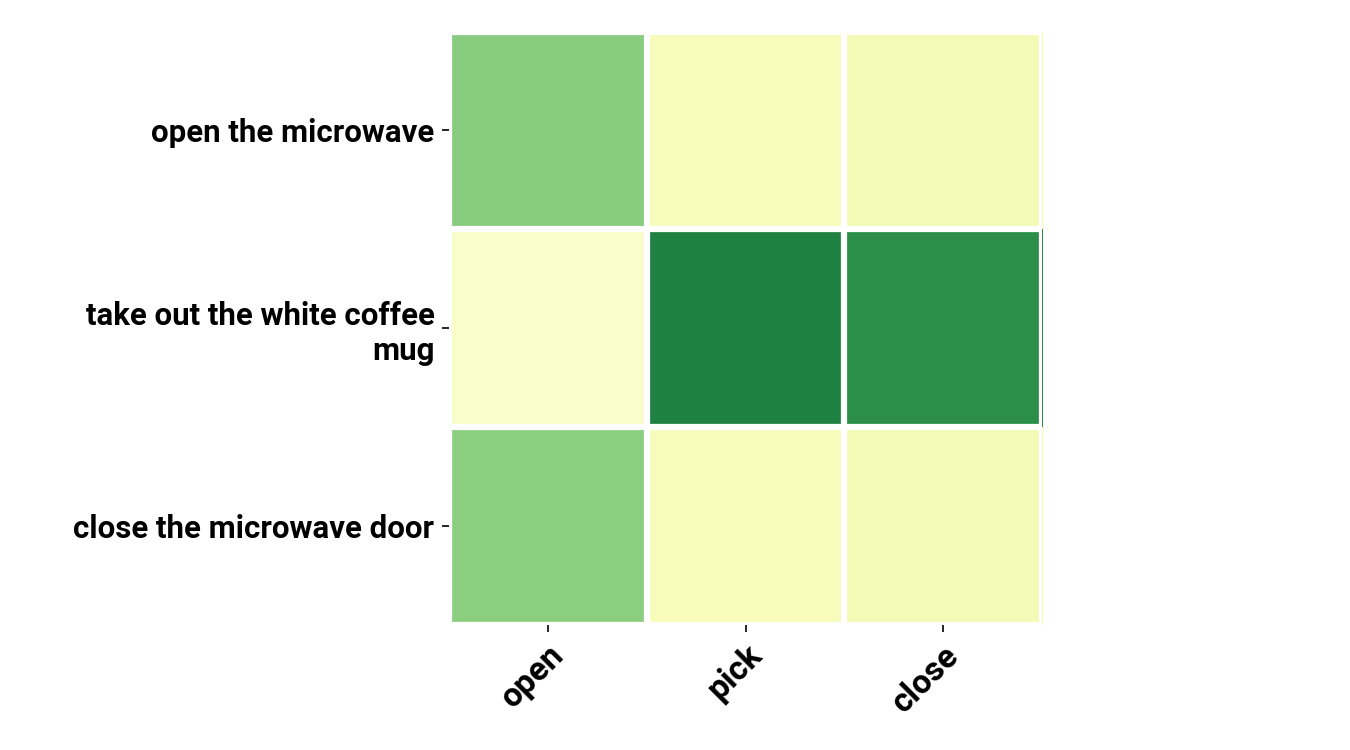 open the microwave
take out the white coffee
mug
close the microwave door
open
pick
close